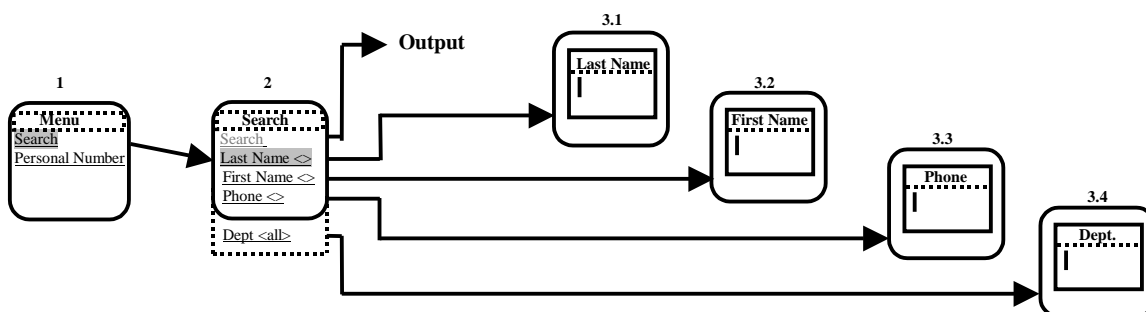 1
Menu
Search
Personal Number
2
Search
Search
Last Name <>
First Name <>
Phone <>
Dept <all>
Output
3.1
Last Name
3.2
First Name
3.3
Phone
3.4
Dept.